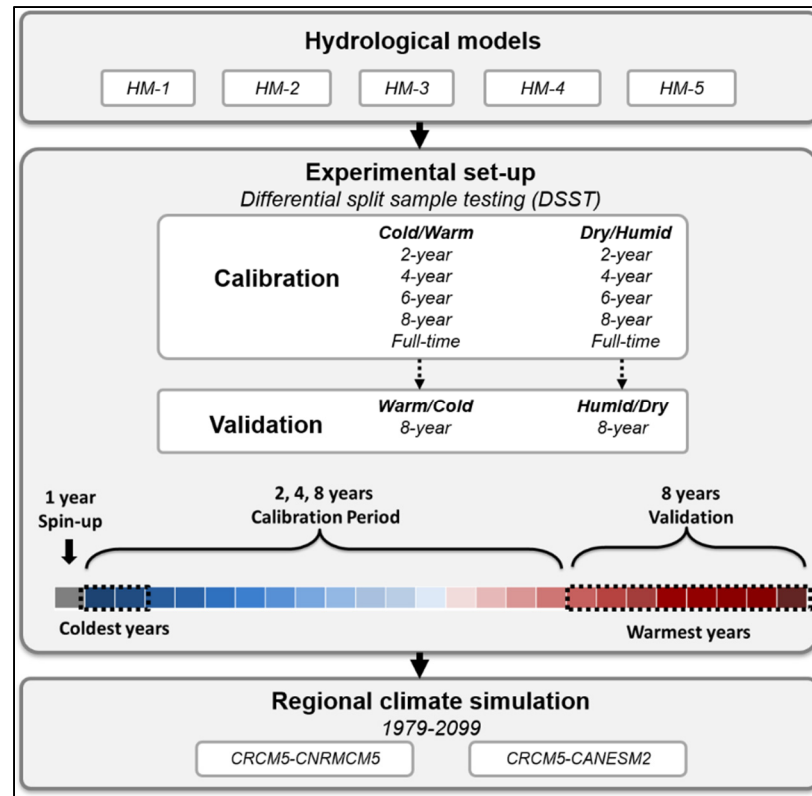 Hydrological models
HM-1 HM-2 HM-3 HM-4 HM-5
Experimental set-up
Differential split sample testing (DSST)
Cold/Warm Dry/Humid
2-year 2-year
4-year 4-year
Calibration
6-year 6-year
8-year 8-year
Full-time Full-time
Warm/Cold Humid/Dry
Validation
8-year 8-year
1 year
Spin-up
2, 4, 8 years
Calibration Period
8 years
Validation
Coldest years
Warmest years
Regional climate simulation
1979-2099
CRCM5-CNRMCM5 CRCM5-CANESM2